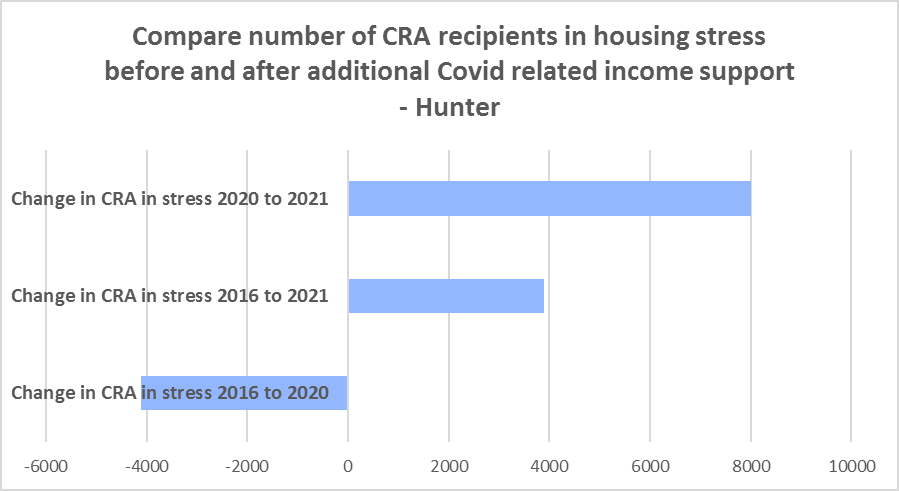 Compare number of CRA recipients in housing stress
before and after additional Covid related income support
- Hunter
Change in CRA in stress 2020 to 2021
Change in CRA in stress 2016 to 2021
Change in CRA in stress 2016 to 2020
-6000 -4000 -2000 0 2000 4000 6000 8000 10000